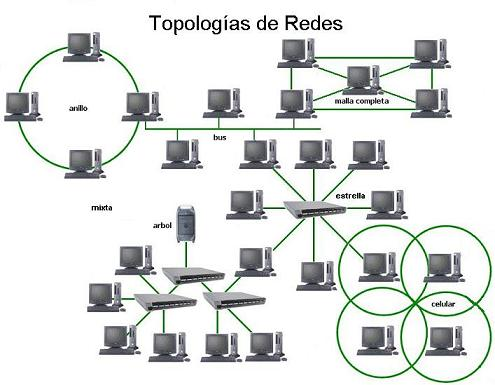 Topologías de Redes
anillo
malla completa
bus
estrella
mixta
arbol
celular